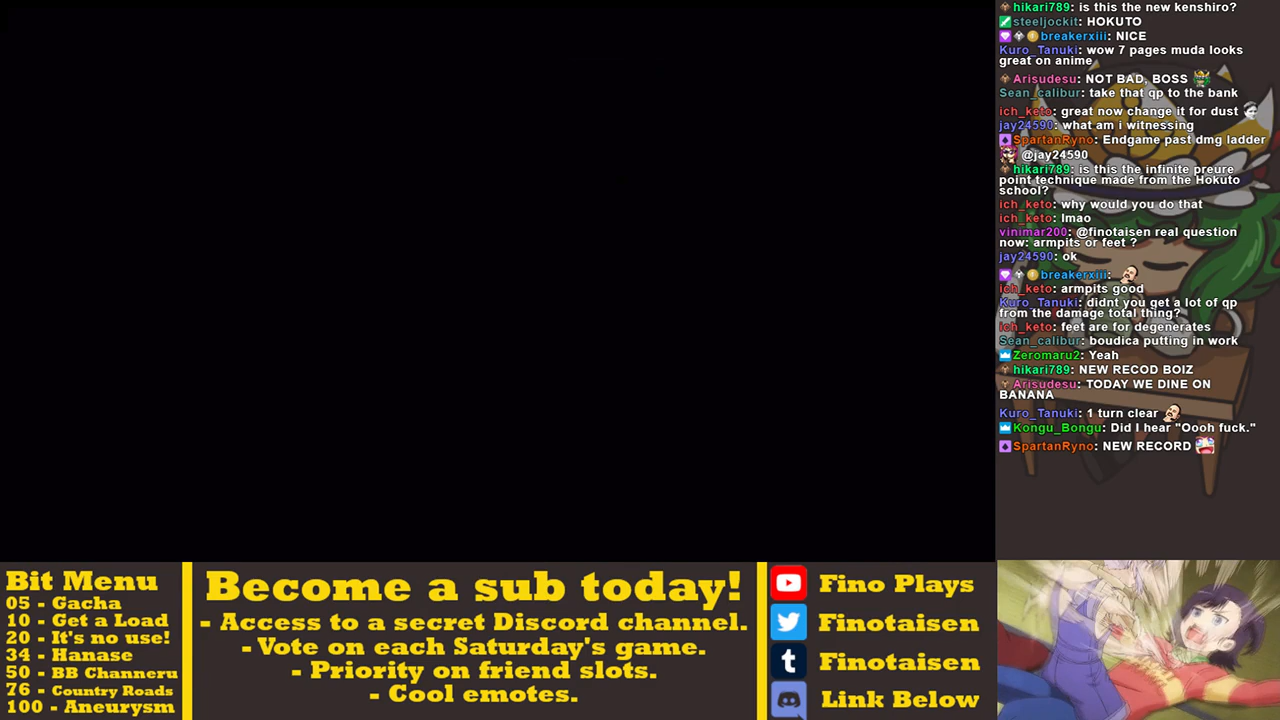 hikari789: is this the new kenshiro?
steeljockit: HOKUTO
breakerxiii: NICE
Kuro_Tanuki: wow 7 pages muda looks
great on anime
Arisudesu: NOT BAD, BOSS
Sean_calibur: take that qp to the bank
ich_keto: great now change it for dust
jay24590: what am i witnessing
SpartanRyno: Endgame past dmg ladder
@jay24590
hikari789: is this the infinite preure
point technique made from the Hokuto
school?
ich_keto: why would you do that
ich_keto: lmao
vinimar200: @finotaisen real question
now: armpits or feet ?
jay24590: ok
breakerxiii:
ich_keto: armpits good
Kuro_Tanuki: didnt you get a lot of qp
from the damage total thing?
ich_keto: feet are for degenerates
Sean_calibur: boudica putting in work
Zeromaru2: Yeah
hikari789: NEW RECOD BOIZ
Arisudesu: TODAY WE DINE ON
BANANA
Kuro_Tanuki: 1 turn clear
Kongu_Bongu: Did I hear "Oooh fuck."
SpartanRyno: NEW RECORD
Bit Menu
05 - Gacha
10 - Get a Load
20 - It's no use!
34 - Hanase
50 - BB Channeru
76 - Country Roads
100 - Aneurysm
Become a sub today!
- Access to a secret Discord channel.
- Vote on each Saturday's game.
- Priority on friend slots.
- Cool emotes.
Fino Plays
Finotaisen
t Finotaisen
Link Below